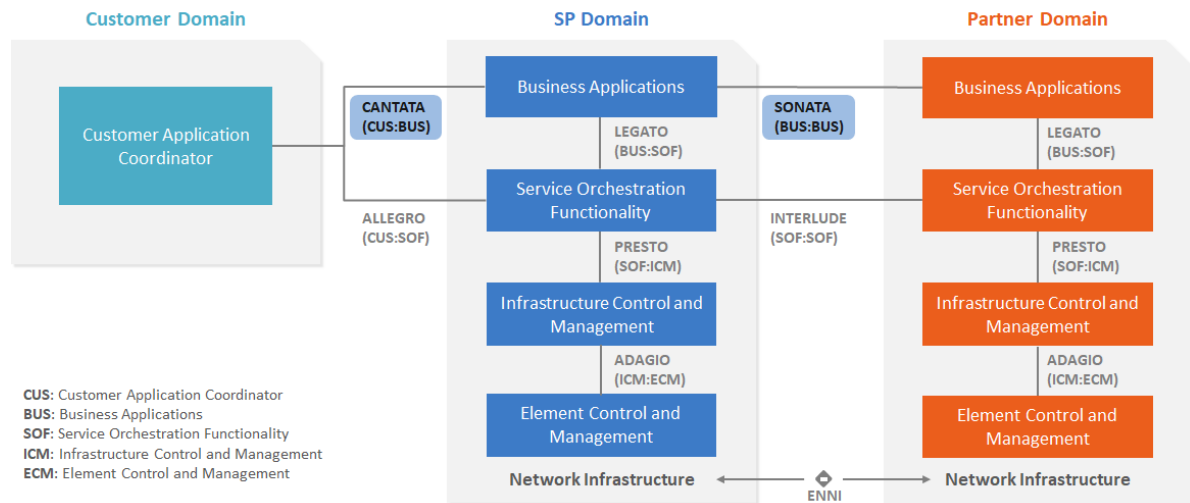 Customer Domain
SP Domain
Partner Domain
Customer Application
Coordinator
CANTATA
(CUS:BUS)
ALLEGRO
(CUS:SOF)
Business Applications
LEGATO
(BUS:SOF)
Service Orchestration
Functionality
PRESTO
(SOF:ICM)
Infrastructure Control and
Management
ADAGIO
(ICM:ECM)
Element Control and
Management
Network Infrastructure
SONATA
(BUS:BUS)
INTERLUDE
(SOF:SOF)
ENNI
Business Applications
LEGATO
(BUS:SOF)
Service Orchestration
Functionality
PRESTO
(SOF:ICM)
Infrastructure Control and
Management
ADAGIO
(ICM:ECM)
Element Control and
Management
Network Infrastructure
CUS: Customer Application Coordinator
BUS: Business Applications
SOF: Service Orchestration Functionality
ICM: Infrastructure Control and Management
ECM: Element Control and Management